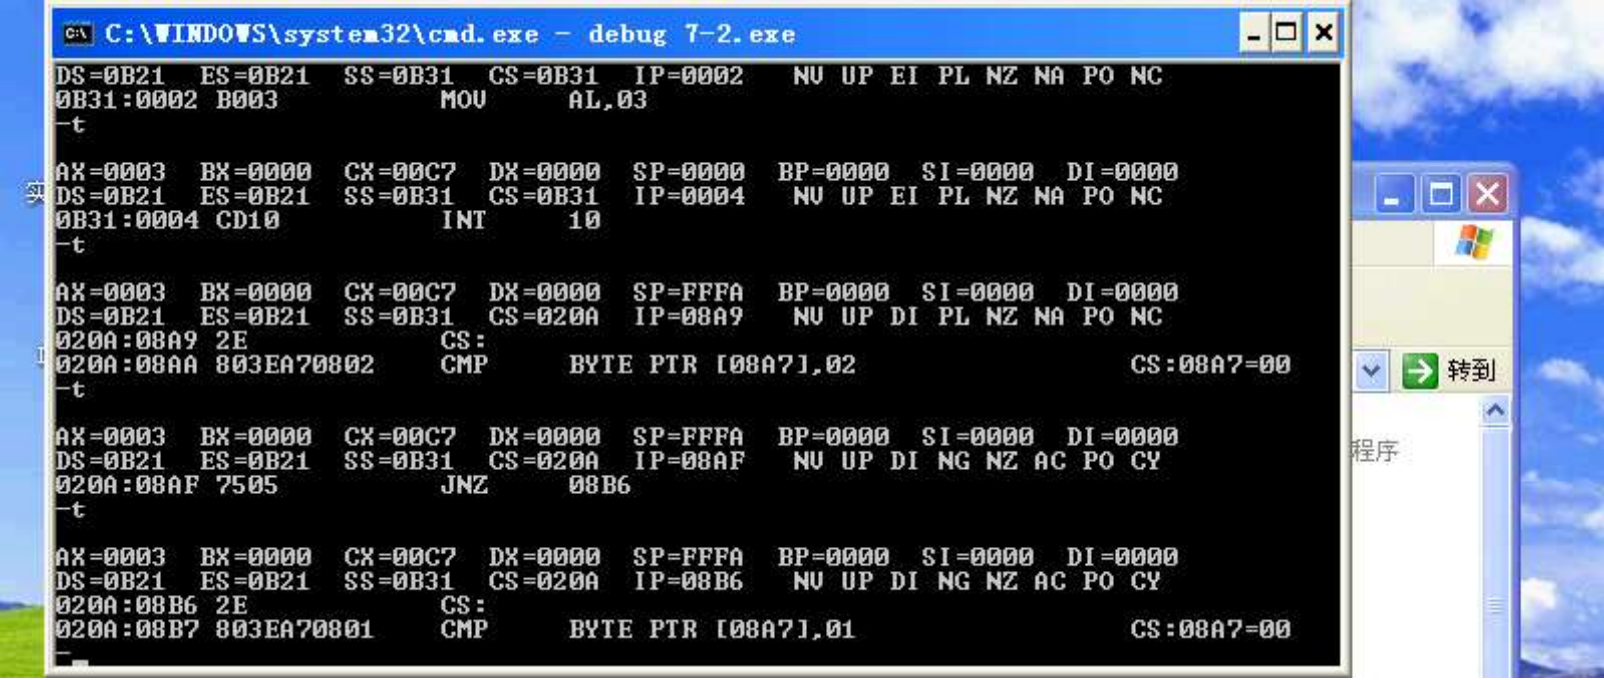 C:\WINDOWS\system32\cmd.exe - debug 7-2.exe
DS=0B21 ES=0B21 SS=0B31 CS=0B31 IP=0002 NV UP EI PL NZ NA PO NC
0B31:0002 B003 MOV AL,03
-t
AX=0003 BX=0000 CX=00C7 DX=0000 SP=0000 BP=0000 SI=0000 DI=0000
DS=0B21 ES=0B21 SS=0B31 CS=0B31 IP=0004 NV UP EI PL NZ NA PO NC
0B31:0004 CD10 INT 10
-t
AX=0003 BX=0000 CX=00C7 DX=0000 SP=FFFA BP=0000 SI=0000 DI=0000
DS=0B21 ES=0B21 SS=0B31 CS=020A IP=08A9 NV UP DI PL NZ NA PO NC
020A:08A9 2E CS:
020A:08AA 803EA70802 CMP BYTE PTR [08A7],02 CS:08A7=00
-t
AX=0003 BX=0000 CX=00C7 DX=0000 SP=FFFA BP=0000 SI=0000 DI=0000
DS=0B21 ES=0B21 SS=0B31 CS=020A IP=08AF NV UP DI NG NZ AC PO CY
020A:08AF 7505 JNZ 08B6
-t
AX=0003 BX=0000 CX=00C7 DX=0000 SP=FFFA BP=0000 SI=0000 DI=0000
DS=0B21 ES=0B21 SS=0B31 CS=020A IP=08B6 NV UP DI NG NZ AC PO CY
020A:08B6 2E CS:
020A:08B7 803EA70801 CMP BYTE PTR [08A7],01 CS:08A7=00
-
转到
程序